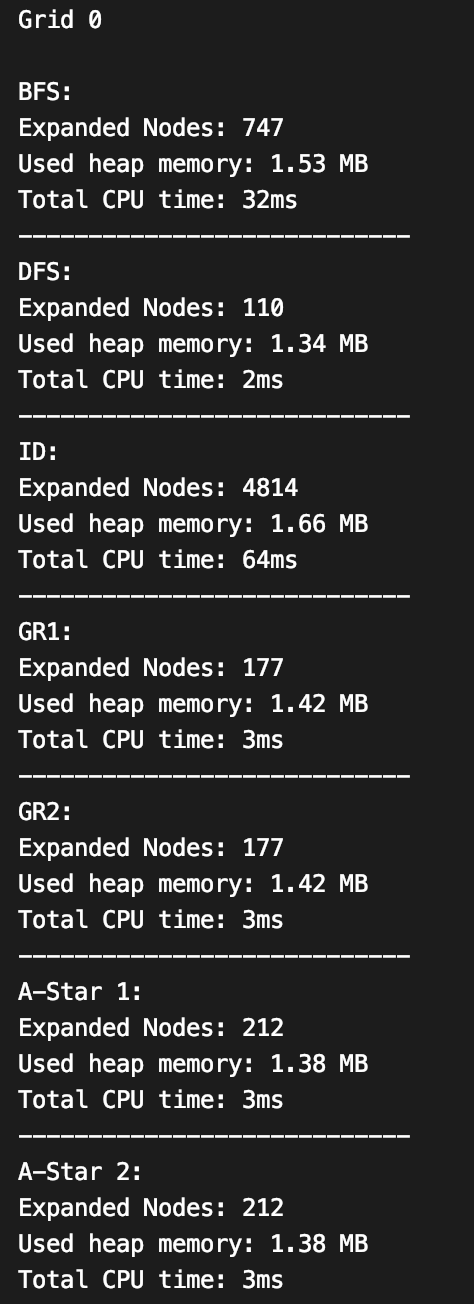 Grid 0
BFS:
Expanded Nodes: 747
Used heap memory: 1.53 MB
Total CPU time: 32ms
----------------------------
DFS:
Expanded Nodes: 110
Used heap memory: 1.34 MB
Total CPU time: 2ms
----------------------------
ID:
Expanded Nodes: 4814
Used heap memory: 1.66 MB
Total CPU time: 64ms
----------------------------
GR1:
Expanded Nodes: 177
Used heap memory: 1.42 MB
Total CPU time: 3ms
----------------------------
GR2:
Expanded Nodes: 177
Used heap memory: 1.42 MB
Total CPU time: 3ms
----------------------------
A-Star 1:
Expanded Nodes: 212
Used heap memory: 1.38 MB
Total CPU time: 3ms
----------------------------
A-Star 2:
Expanded Nodes: 212
Used heap memory: 1.38 MB
Total CPU time: 3ms